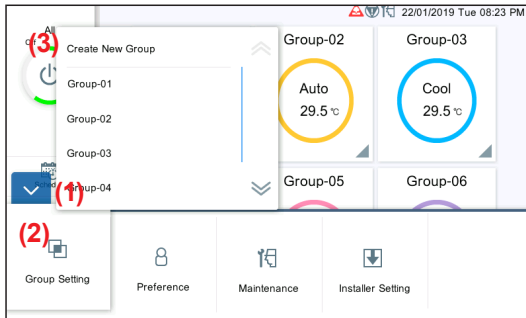 22/01/2019 Tue 08:23 PM
All
Off
(3)
Create New Group
Group-01
Group-02
Group-03
Group-04
Group-02
Auto
29.5 °C
Group-03
Cool
29.5 °C
Group-05
Group-06
(1)
(2)
Group Setting
Preference
Maintenance
Installer Setting